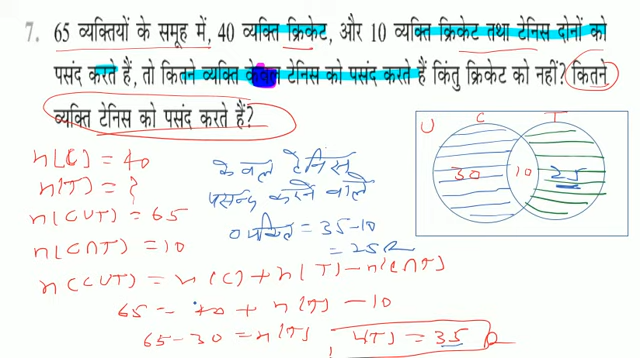 7. 65 व्यक्तियों के समूह में, 40 व्यक्ति क्रिकेट, और 10 व्यक्ति क्रिकेट तथा टेनिस दोनों को
पसंद करते हैं, तो कितने व्यक्ति केवल टेनिस को पसंद करते हैं किंतु क्रिकेट को नहीं? कितने
व्यक्ति टेनिस को पसंद करते हैं?
U C T
30 10 25
n(C) = 40
n(T) = ?
n(CUT) = 65
n(C∩T) = 10
केवल टेनिस
पसन्द करने वाले
व्यक्ति = 35-10
= 25
n(CUT) = n(C) + n(T) - n(C∩T)
65 = 40 + n(T) - 10
65-30 = n(T)
n(T) = 35